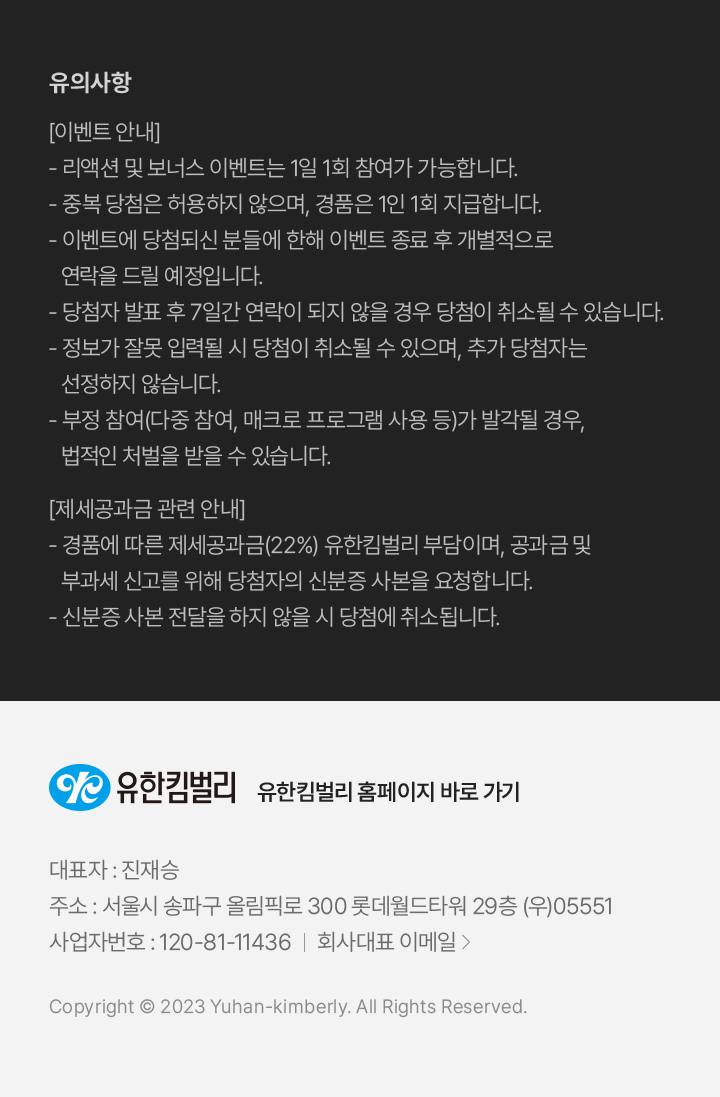 유의사항
[이벤트 안내]
- 리액션 및 보너스 이벤트는 1일 1회 참여가 가능합니다.
- 중복 당첨은 허용하지 않으며, 경품은 1인 1회 지급합니다.
- 이벤트에 당첨되신 분들에 한해 이벤트 종료 후 개별적으로
연락을 드릴 예정입니다.
- 당첨자 발표 후 7일간 연락이 되지 않을 경우 당첨이 취소될 수 있습니다.
- 정보가 잘못 입력될 시 당첨이 취소될 수 있으며, 추가 당첨자는
선정하지 않습니다.
- 부정 참여(다중 참여, 매크로 프로그램 사용 등)가 발각될 경우,
법적인 처벌을 받을 수 있습니다.
[제세공과금 관련 안내]
- 경품에 따른 제세공과금(22%) 유한킴벌리 부담이며, 공과금 및
부과세 신고를 위해 당첨자의 신분증 사본을 요청합니다.
- 신분증 사본 전달을 하지 않을 시 당첨에 취소됩니다.
유한킴벌리 유한킴벌리 홈페이지 바로 가기
대표자 : 진재승
주소 : 서울시 송파구 올림픽로 300 롯데월드타워 29층 (우)05551
사업자번호 : 120-81-11436 | 회사대표 이메일 >
Copyright © 2023 Yuhan-kimberly. All Rights Reserved.